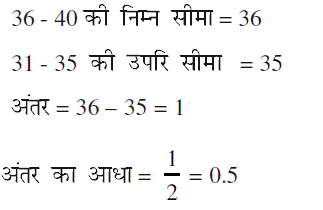 36 - 40 की निम्न सीमा = 36
31 - 35 की उपरि सीमा = 35
अंतर = 36 – 35 = 1
अंतर का आधा = 1/2 = 0.5